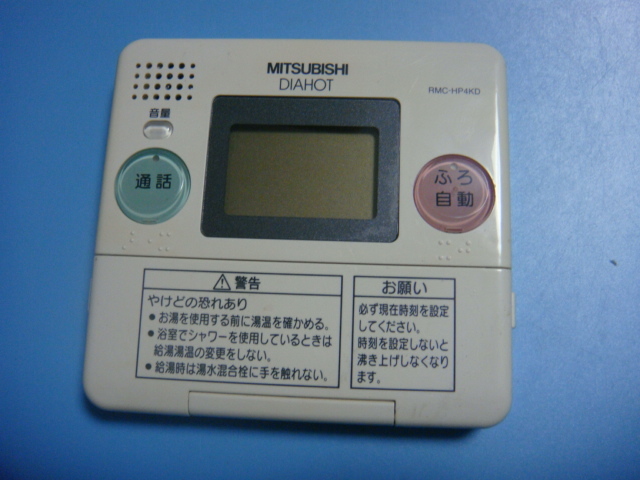 MITSUBISHI
DIAHOT
RMC-HP4KD
音量
通話
ふろ
自動
警告
やけどの恐れあり
●お湯を使用する前に湯温を確かめる。
●浴室でシャワーを使用しているときは
給湯湯温の変更をしない。
●給湯時は湯水混合栓に手を触れない。
お願い
必ず現在時刻を設定
してください。
時刻を設定しないと
沸き上げしなくなり
ます。